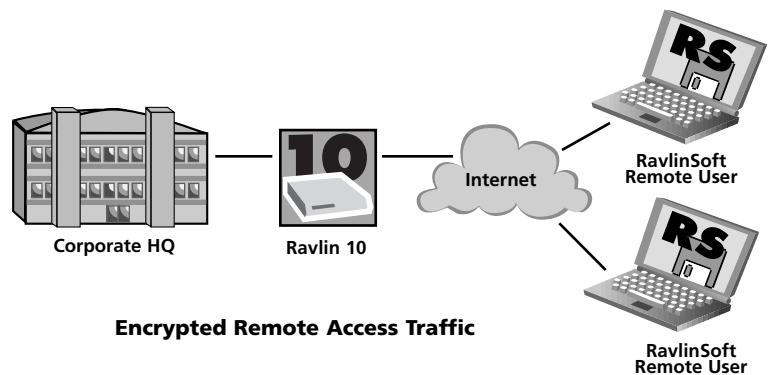 RS
RavlinSoft
Remote User
10
Internet
Corporate HQ
Ravlin 10
RS
Encrypted Remote Access Traffic
RavlinSoft
Remote User